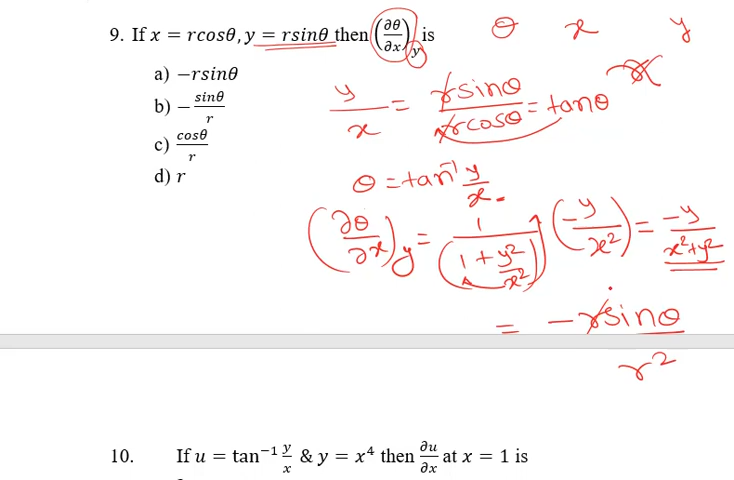 9. If x = rcosθ, y = rsinθ then (∂θ/∂x)y is
θ x y
a) −rsinθ
b) − sinθ/r
c) cosθ/r
d) r
y/x = rsinθ/rcosθ = tanθ
θ = tan⁻¹ y/x
(∂θ/∂x)y = 1/(1 + y²/x²) (−y/x²) = −y/(x²+y²)
= −rsinθ/r²
10. If u = tan⁻¹ y/x & y = x⁴ then ∂u/∂x at x = 1 is